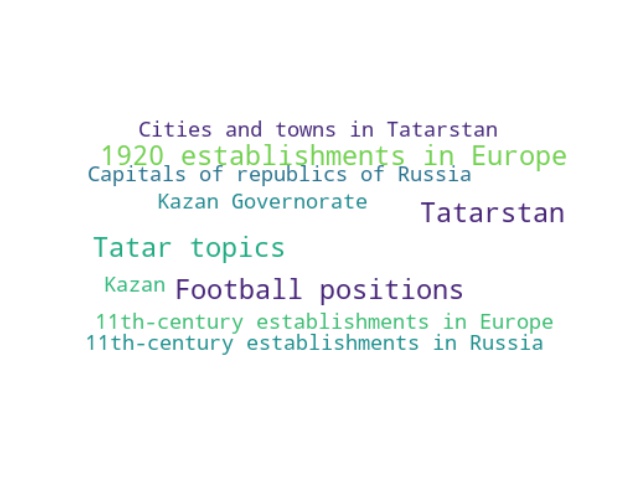 Cities and towns in Tatarstan
1920 establishments in Europe
Capitals of republics of Russia
Kazan Governorate
Tatarstan
Tatar topics
Kazan
Football positions
11th-century establishments in Europe
11th-century establishments in Russia